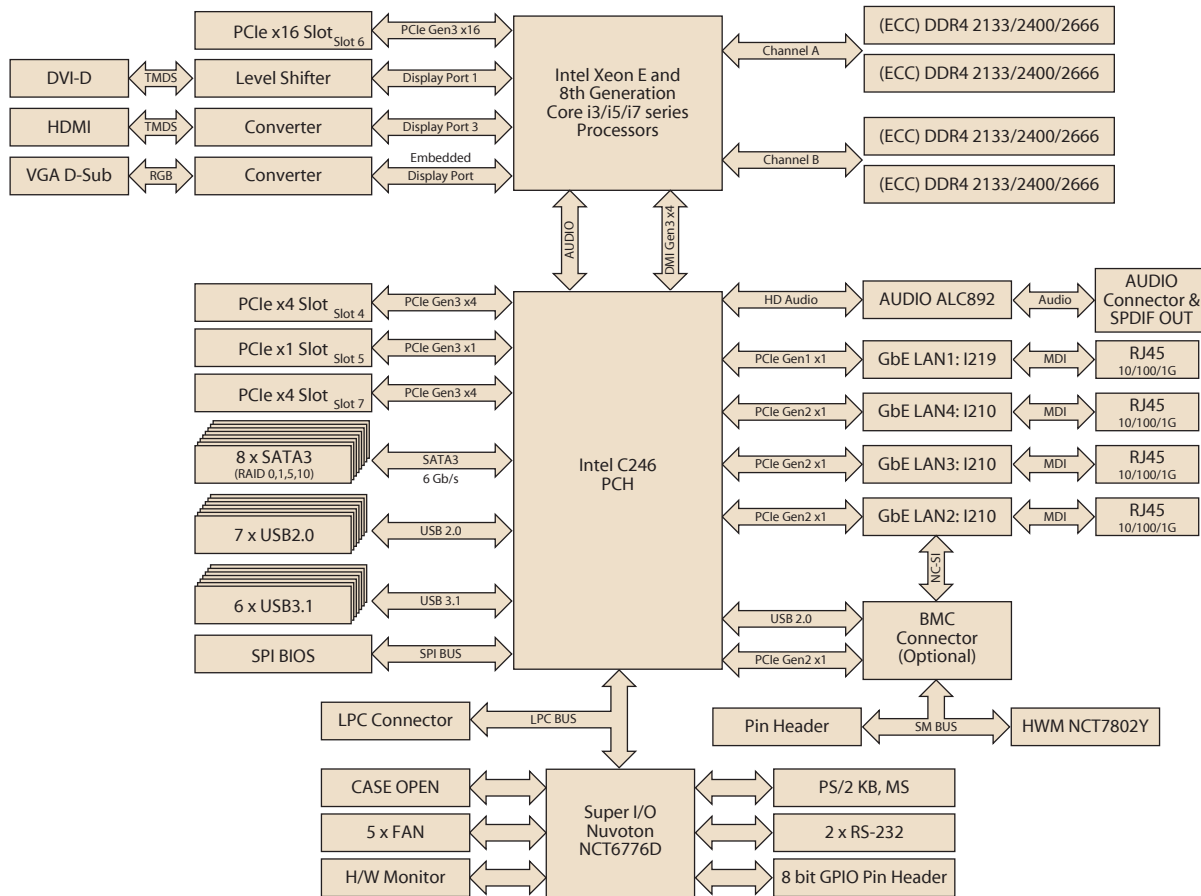 PCIe x16 Slot
Slot 6
PCIe Gen3 x16
DVI-D
TMDS
Level Shifter
Display Port 1
HDMI
TMDS
Converter
Display Port 3
VGA D-Sub
RGB
Converter
Embedded
Display Port
Intel Xeon E and
8th Generation
Core i3/i5/i7 series
Processors
Channel A
(ECC) DDR4 2133/2400/2666
(ECC) DDR4 2133/2400/2666
Channel B
(ECC) DDR4 2133/2400/2666
(ECC) DDR4 2133/2400/2666
AUDIO
DMI Gen3 x4
PCIe x4 Slot
Slot 4
PCIe Gen3 x4
PCIe x1 Slot
Slot 5
PCIe Gen3 x1
PCIe x4 Slot
Slot 7
PCIe Gen3 x4
8 x SATA3
(RAID 0,1,5,10)
SATA3
6 Gb/s
7 x USB2.0
USB 2.0
6 x USB3.1
USB 3.1
SPI BIOS
SPI BUS
Intel C246
PCH
HD Audio
AUDIO ALC892
Audio
AUDIO
Connector &
SPDIF OUT
PCIe Gen1 x1
GbE LAN1: I219
MDI
RJ45
10/100/1G
PCIe Gen2 x1
GbE LAN4: I210
MDI
RJ45
10/100/1G
PCIe Gen2 x1
GbE LAN3: I210
MDI
RJ45
10/100/1G
PCIe Gen2 x1
GbE LAN2: I210
MDI
RJ45
10/100/1G
NC-SI
USB 2.0
PCIe Gen2 x1
BMC
Connector
(Optional)
LPC Connector
LPC BUS
Pin Header
SM BUS
HWM NCT7802Y
CASE OPEN
5 x FAN
H/W Monitor
Super I/O
Nuvoton
NCT6776D
PS/2 KB, MS
2 x RS-232
8 bit GPIO Pin Header